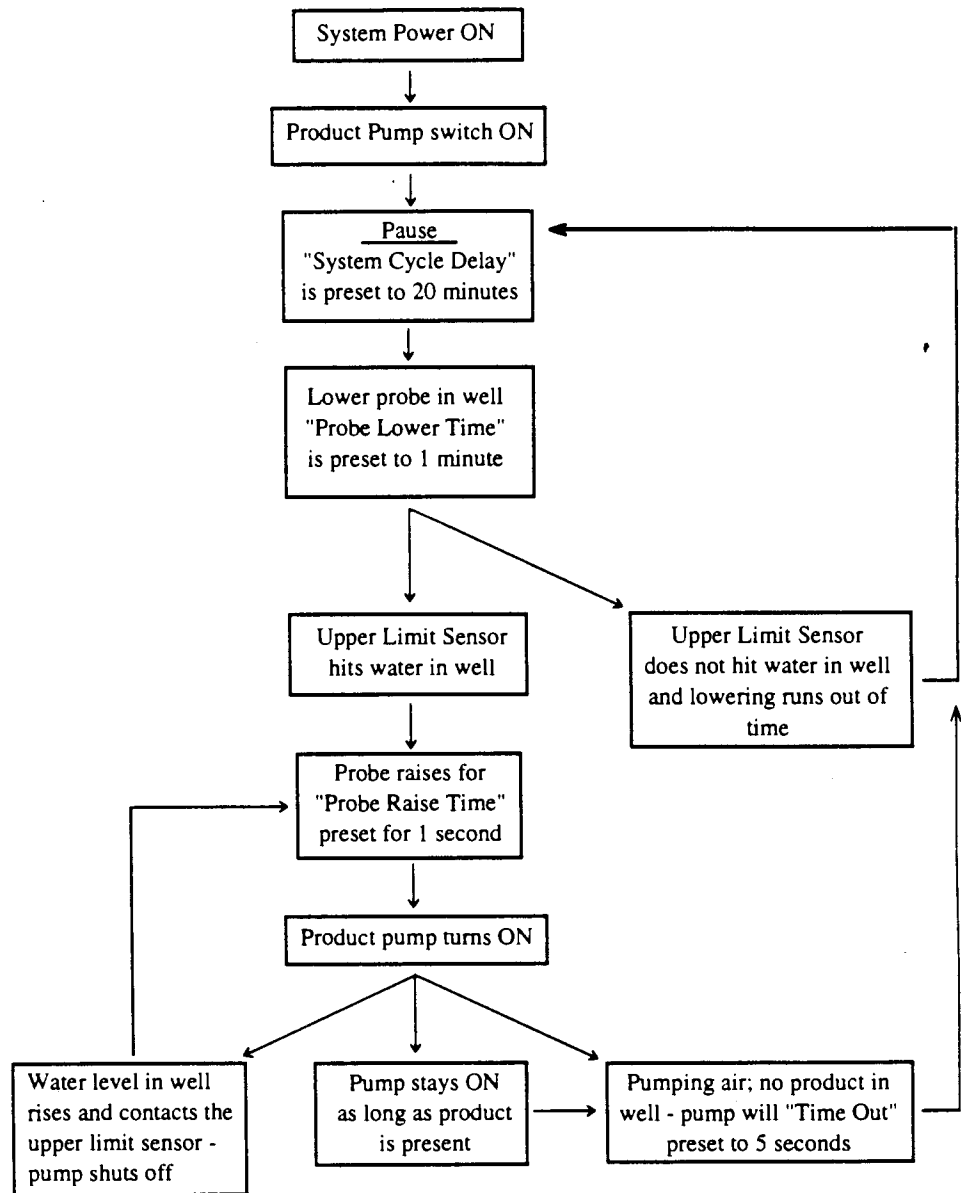 System Power ON
Product Pump switch ON
Pause
"System Cycle Delay"
is preset to 20 minutes
Lower probe in well
"Probe Lower Time"
is preset to 1 minute
Upper Limit Sensor
hits water in well
Upper Limit Sensor
does not hit water in well
and lowering runs out of
time
Probe raises for
"Probe Raise Time"
preset for 1 second
Product pump turns ON
Water level in well
rises and contacts the
upper limit sensor -
pump shuts off
Pump stays ON
as long as product
is present
Pumping air; no product in
well - pump will "Time Out"
preset to 5 seconds